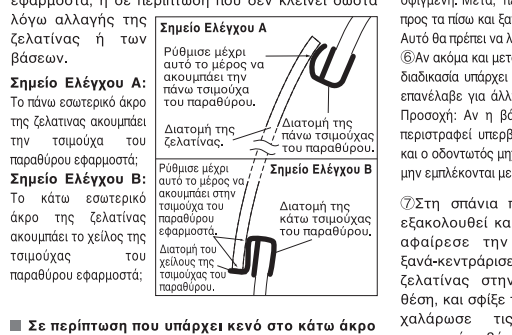 εφαρμοστά, ή σε περίπτωση που δεν κλείνει σωστά
λόγω αλλαγής της
ζελατίνας ή των
βάσεων.
Σημείο Ελέγχου Α:
Το πάνω εσωτερικό άκρο
της ζελατινας ακουμπάει
την τσιμούχα του
παραθύρου εφαρμοστά;
Σημείο Ελέγχου Β:
Το κάτω εσωτερικό
άκρο της ζελατίνας
ακουμπάει το χείλος της
τσιμούχας του
παραθύρου εφαρμοστά;
Σημείο Ελέγχου Α
Ρύθμισε μέχρι
αυτό το μέρος να
ακουμπάει την
πάνω τσιμούχα
του παραθύρου.
Διατομή της
ζελατίνας.
Διατομή της
πάνω τσιμούχας
του παραθύρου.
Ρύθμισε μέχρι
αυτό το μέρος να
ακουμπάει στην
τσιμούχα του
παραθύρου
εφαρμοστά.
Διατομή του
χείλους της
τσιμούχας του
παραθύρου.
Σημείο Ελέγχου Β
Διατομή της
κάτω τσιμούχας
του παραθύρου.
■ Σε περίπτωση που υπάρχει κενό στο κάτω άκρο
προς τα πίσω και ξαν
Αυτό θα πρέπει να λ
⑥Αν ακόμα και μετ
διαδικασία υπάρχει
επανέλαβε για άλλ
Προσοχή: Αν η βά
περιστραφεί υπερβ
και ο οδοντωτός μη
μην εμπλέκονται με
⑦Στη σπάνια π
εξακολουθεί κα
αφαίρεσε την
ξανά-κεντράρισε
ζελατίνας στην
θέση, και σφίξε τ
χαλάρωσε τις